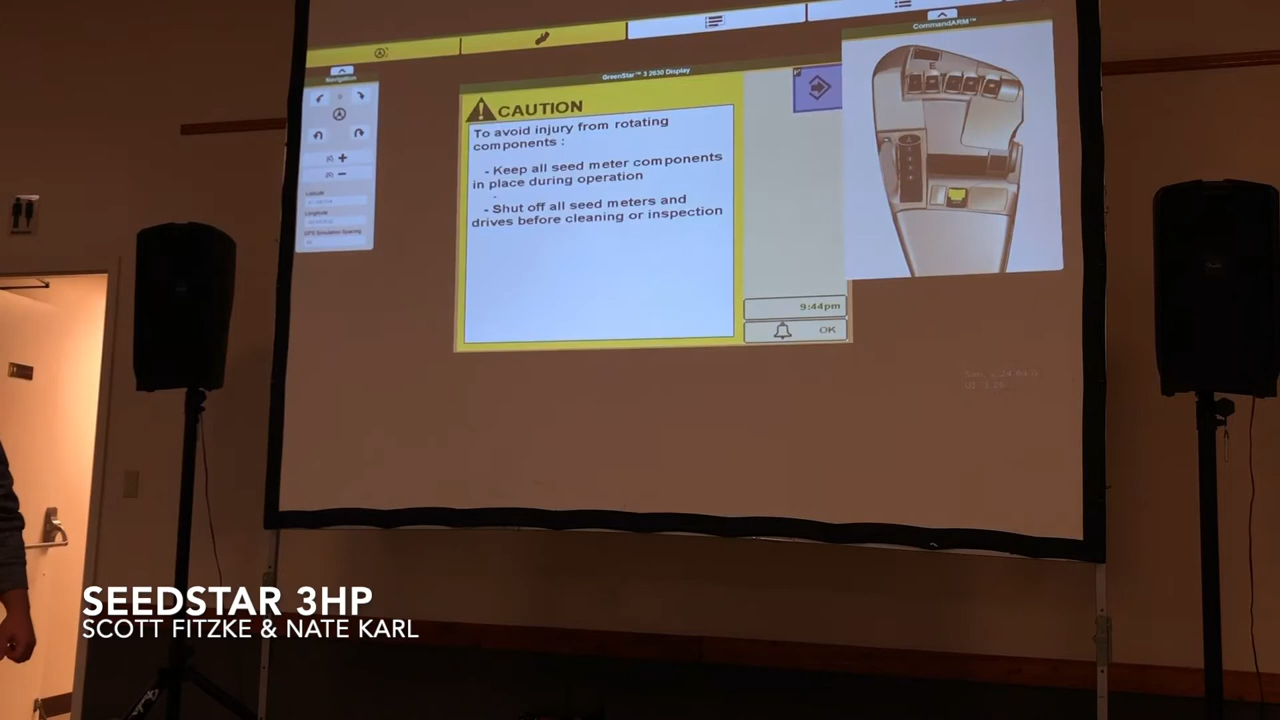 CommandARM™
Navigation
GreenStar™ 3 2630 Display
CAUTION
To avoid injury from rotating
components :
- Keep all seed meter components
in place during operation
-
- Shut off all seed meters and
drives before cleaning or inspection
Latitude
Longitude
GPS Simulation Spacing
9:44pm
OK
SEEDSTAR 3HP
SCOTT FITZKE & NATE KARL